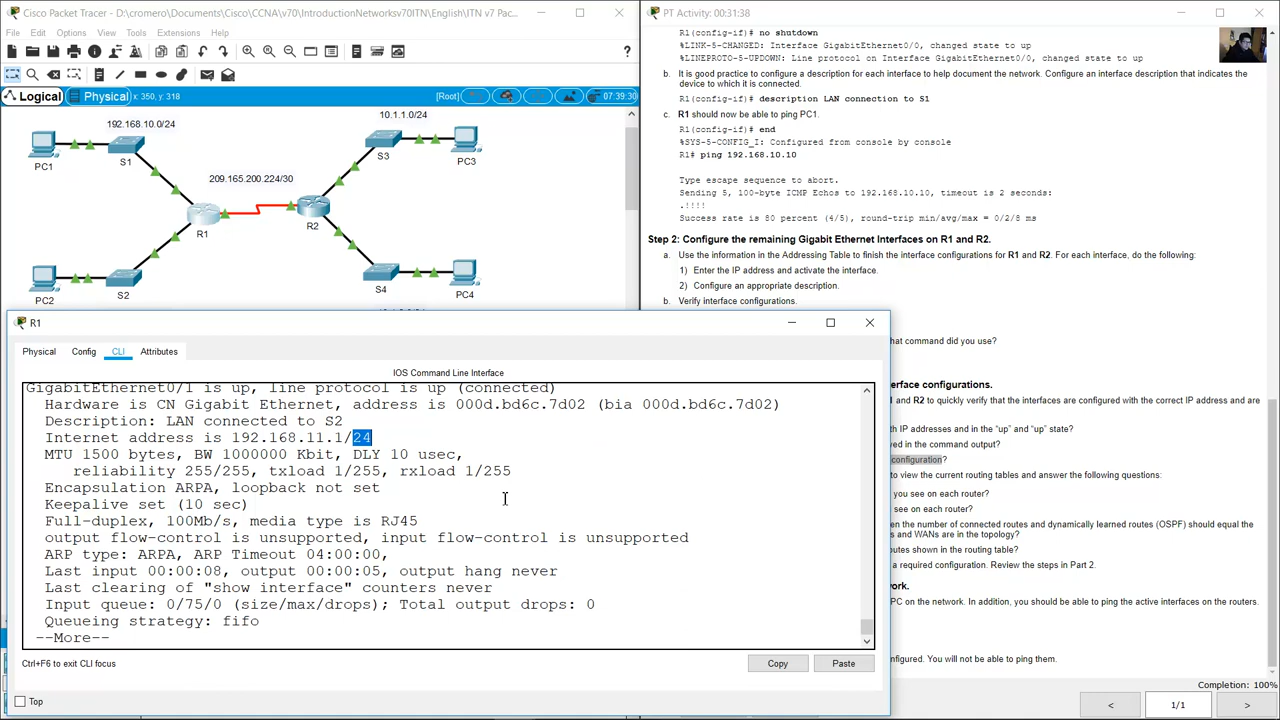 Cisco Packet Tracer - C:\Users\cromero\Documents\Cisco\CCNA\v70\IntroductionNetworksv70ITN\English\ITN v7 Pac...
File Edit Options View Tools Extensions Help
Logical Physical x: 350, y: 318 [Root] 07:39:30
192.168.10.0/24
10.1.1.0/24
PC1
S1
S3
PC3
209.165.200.224/30
R1
R2
PC2
S2
S4
PC4
PT Activity: 00:31:38
R1(config-if)# no shutdown
%LINK-5-CHANGED: Interface GigabitEthernet0/0, changed state to up
%LINEPROTO-5-UPDOWN: Line protocol on Interface GigabitEthernet0/0, changed state to up
b. It is good practice to configure a description for each interface to help document the network. Configure an interface description that indicates the
device to which it is connected.
R1(config-if)# description LAN connection to S1
c. R1 should now be able to ping PC1.
R1(config-if)# end
%SYS-5-CONFIG_I: Configured from console by console
R1# ping 192.168.10.10
Type escape sequence to abort.
Sending 5, 100-byte ICMP Echos to 192.168.10.10, timeout is 2 seconds:
.!!!!
Success rate is 80 percent (4/5), round-trip min/avg/max = 0/2/8 ms
Step 2: Configure the remaining Gigabit Ethernet Interfaces on R1 and R2.
a. Use the information in the Addressing Table to finish the interface configurations for R1 and R2. For each interface, do the following:
1) Enter the IP address and activate the interface.
2) Configure an appropriate description.
b. Verify interface configurations.
hat command did you use?
erface configurations.
1 and R2 to quickly verify that the interfaces are configured with the correct IP address and are
th IP addresses and in the "up" and "up" state?
ved in the command output?
configuration?
to view the current routing tables and answer the following questions:
you see on each router?
see on each router?
en the number of connected routes and dynamically learned routes (OSPF) should equal the
s and WANs are in the topology?
outes shown in the routing table?
a required configuration. Review the steps in Part 2.
ork.
PC on the network. In addition, you should be able to ping the active interfaces on the routers.
nfigured. You will not be able to ping them.
Completion: 100%
< 1/1 >
R1
Physical Config CLI Attributes
IOS Command Line Interface
GigabitEthernet0/1 is up, line protocol is up (connected)
Hardware is CN Gigabit Ethernet, address is 000d.bd6c.7d02 (bia 000d.bd6c.7d02)
Description: LAN connected to S2
Internet address is 192.168.11.1/24
MTU 1500 bytes, BW 1000000 Kbit, DLY 10 usec,
reliability 255/255, txload 1/255, rxload 1/255
Encapsulation ARPA, loopback not set
Keepalive set (10 sec)
Full-duplex, 100Mb/s, media type is RJ45
output flow-control is unsupported, input flow-control is unsupported
ARP type: ARPA, ARP Timeout 04:00:00,
Last input 00:00:08, output 00:00:05, output hang never
Last clearing of "show interface" counters never
Input queue: 0/75/0 (size/max/drops); Total output drops: 0
Queueing strategy: fifo
--More--
Ctrl+F6 to exit CLI focus
Copy Paste
Top